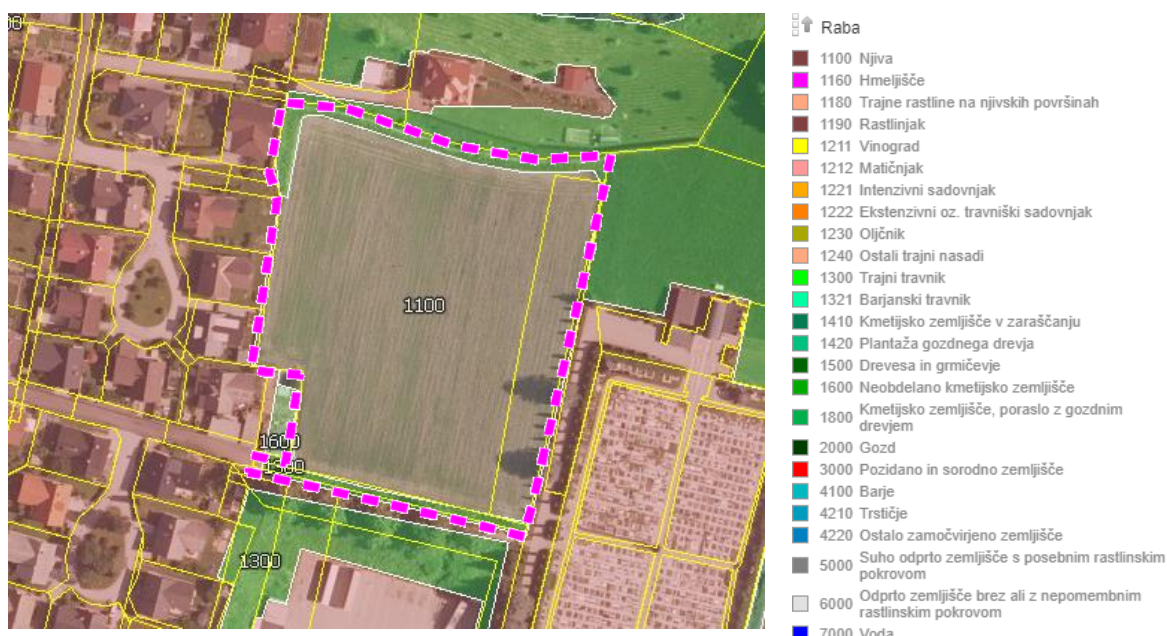 Raba
1100 Njiva
1160 Hmeljišče
1180 Trajne rastline na njivskih površinah
1190 Rastlinjak
1211 Vinograd
1212 Matičnjak
1221 Intenzivni sadovnjak
1222 Ekstenzivni oz. travniški sadovnjak
1230 Oljčnik
1240 Ostali trajni nasadi
1300 Trajni travnik
1321 Barjanski travnik
1410 Kmetijsko zemljišče v zaraščanju
1420 Plantaža gozdnega drevja
1500 Drevesa in grmičevje
1600 Neobdelano kmetijsko zemljišče
1800 Kmetijsko zemljišče, poraslo z gozdnim
drevjem
2000 Gozd
3000 Pozidano in sorodno zemljišče
4100 Barje
4210 Trstičje
4220 Ostalo zamočvirjeno zemljišče
5000 Suho odprto zemljišče s posebnim rastlinskim
pokrovom
6000 Odprto zemljišče brez ali z nepomembnim
rastlinskim pokrovom
7000 Voda
1100
1600
1300
1300